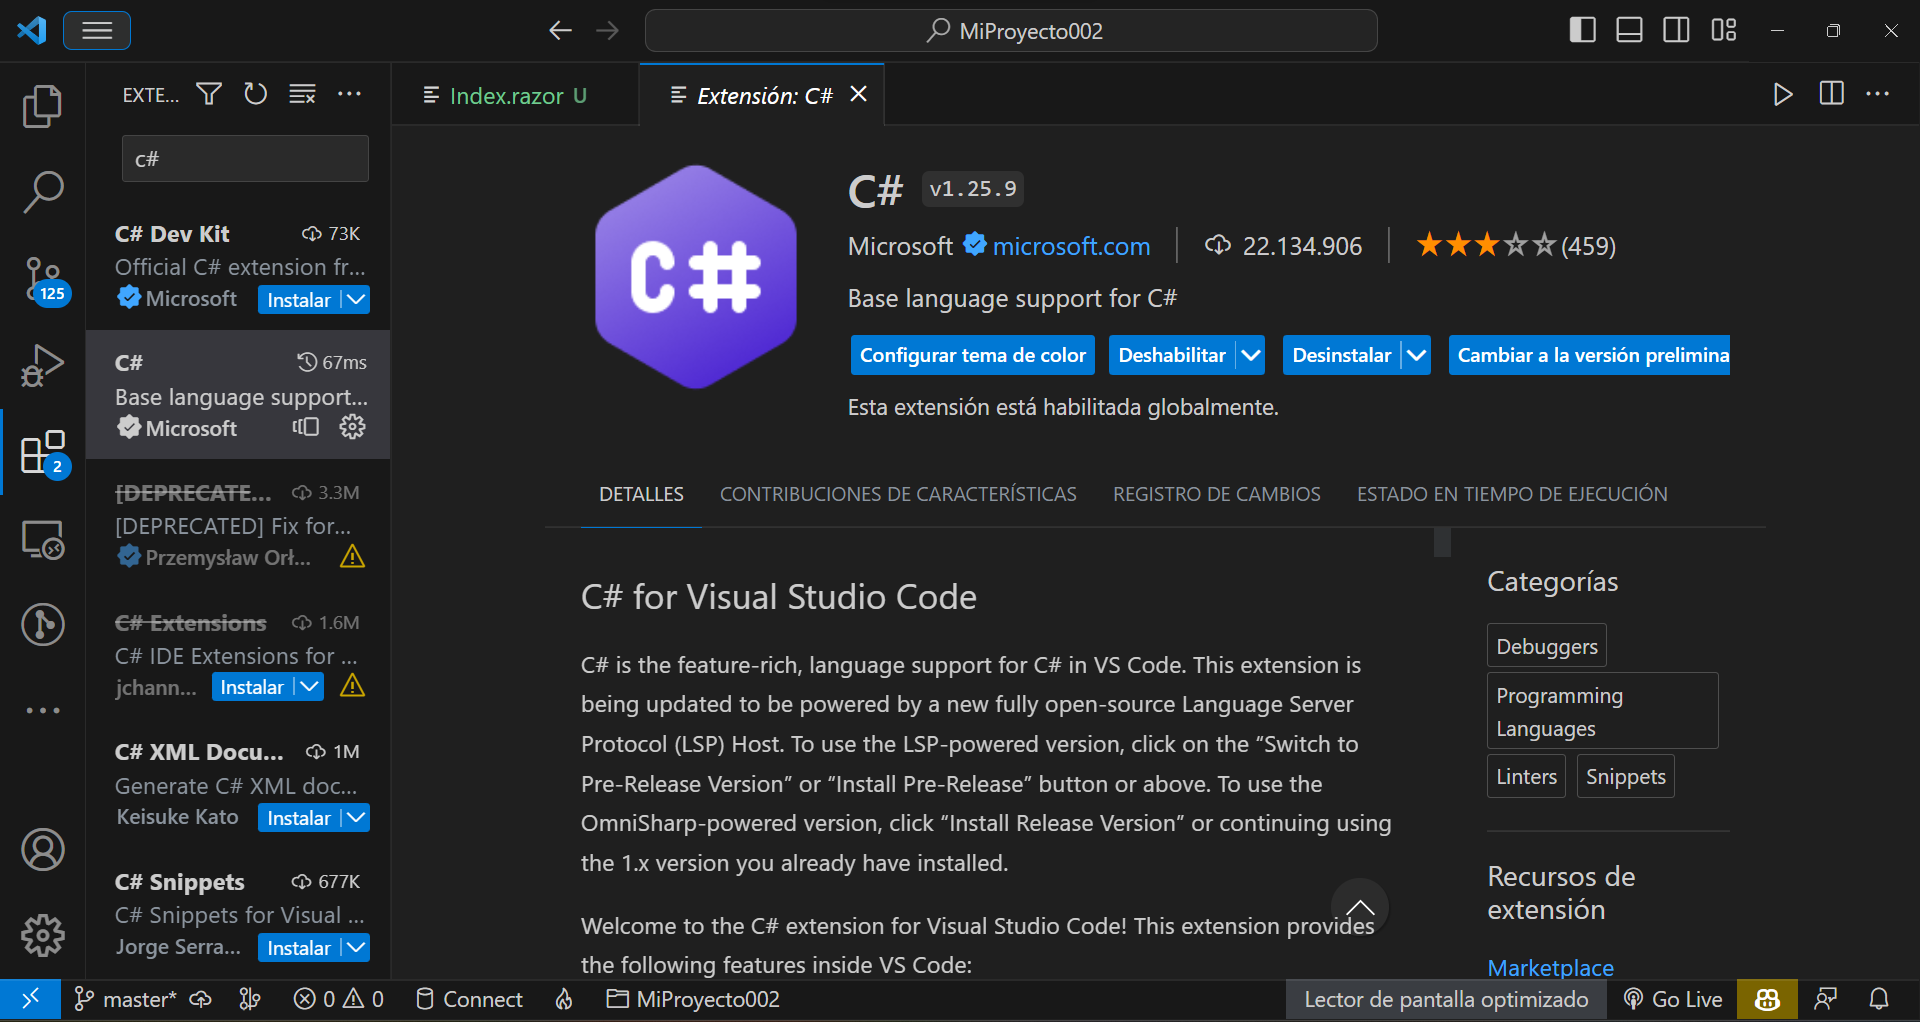 MiProyecto002
EXTE...
Index.razor U
Extensión: C#
c#
C# Dev Kit 73K
Official C# extension fr...
Microsoft Instalar
125
C# 67ms
Base language support...
Microsoft
2
[DEPRECATE... 3.3M
[DEPRECATED] Fix for...
Przemysław Orł...
C# Extensions 1.6M
C# IDE Extensions for ...
jchann... Instalar
C# XML Docu... 1M
Generate C# XML doc...
Keisuke Kato Instalar
C# Snippets 677K
C# Snippets for Visual ...
Jorge Serra... Instalar
C#
C# v1.25.9
Microsoft microsoft.com 22.134.906 (459)
Base language support for C#
Configurar tema de color Deshabilitar Desinstalar Cambiar a la versión prelimina
Esta extensión está habilitada globalmente.
DETALLES CONTRIBUCIONES DE CARACTERÍSTICAS REGISTRO DE CAMBIOS ESTADO EN TIEMPO DE EJECUCIÓN
C# for Visual Studio Code
C# is the feature-rich, language support for C# in VS Code. This extension is
being updated to be powered by a new fully open-source Language Server
Protocol (LSP) Host. To use the LSP-powered version, click on the “Switch to
Pre-Release Version” or “Install Pre-Release” button or above. To use the
OmniSharp-powered version, click “Install Release Version” or continuing using
the 1.x version you already have installed.
Welcome to the C# extension for Visual Studio Code! This extension provides
the following features inside VS Code:
Categorías
Debuggers
Programming
Languages
Linters Snippets
Recursos de
extensión
Marketplace
master* 0 0 Connect MiProyecto002 Lector de pantalla optimizado Go Live